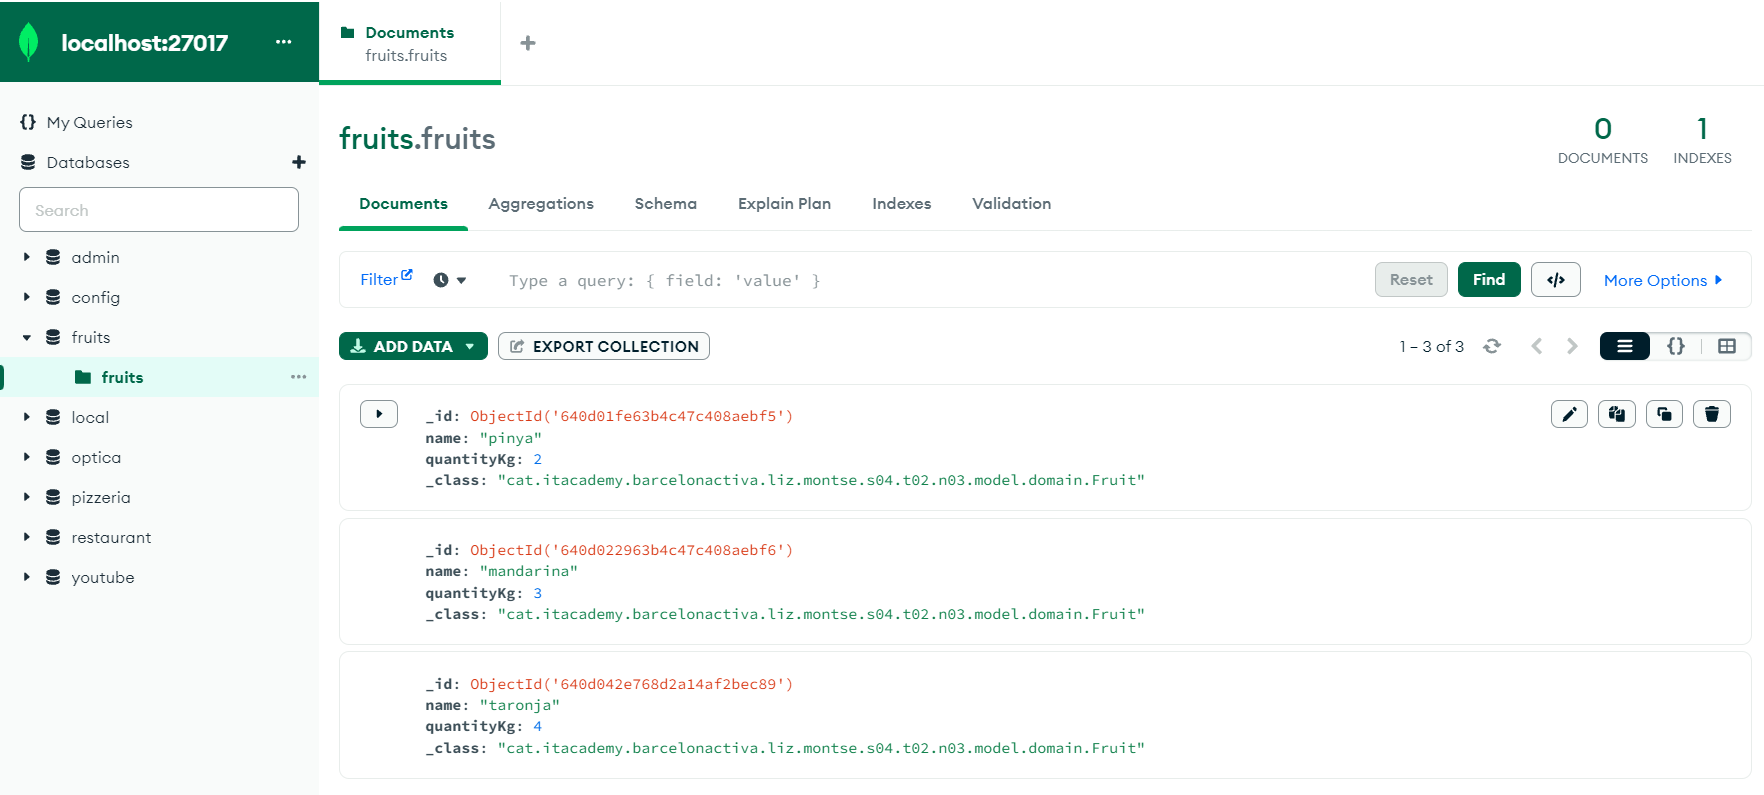 localhost:27017
My Queries
Databases
Search
admin
config
fruits
fruits
local
optica
pizzeria
restaurant
youtube
Documents
fruits.fruits
fruits.fruits
0
DOCUMENTS
1
INDEXES
Documents Aggregations Schema Explain Plan Indexes Validation
Filter Type a query: { field: 'value' } Reset Find </> More Options
ADD DATA EXPORT COLLECTION 1 – 3 of 3 {}
_id: ObjectId('640d01fe63b4c47c408aebf5')
name: "pinya"
quantityKg: 2
_class: "cat.itacademy.barcelonactiva.liz.montse.s04.t02.n03.model.domain.Fruit"
_id: ObjectId('640d022963b4c47c408aebf6')
name: "mandarina"
quantityKg: 3
_class: "cat.itacademy.barcelonactiva.liz.montse.s04.t02.n03.model.domain.Fruit"
_id: ObjectId('640d042e768d2a14af2bec89')
name: "taronja"
quantityKg: 4
_class: "cat.itacademy.barcelonactiva.liz.montse.s04.t02.n03.model.domain.Fruit"